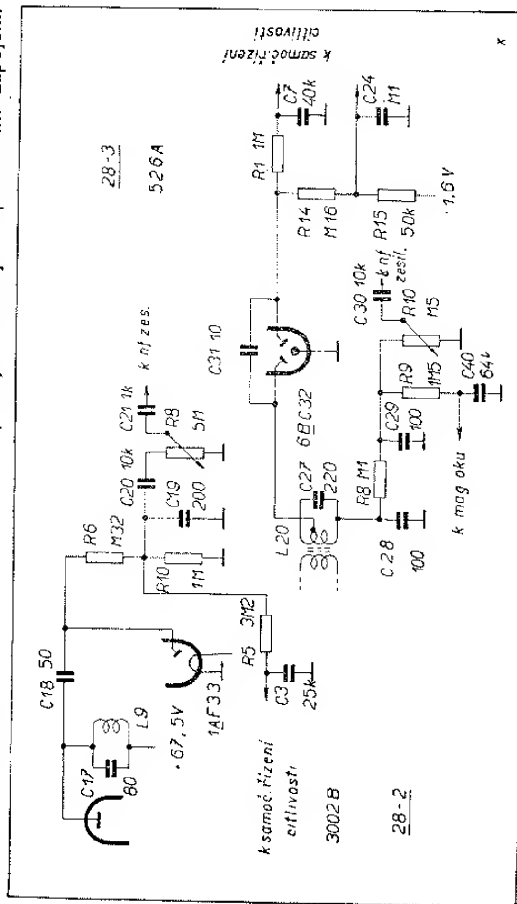 C18 50
C17
80
L9
+67,5V
1AF33
R6
M32
R10
1M
C20 10k
C19
200
C21 1k
k nf zes.
R8
5M
R5
3M2
C3
25k
k samoč. řízení
citlivosti
3002B
28-2
28-3
526A
L20
C27
220
6BC32
C31 10
R1 1M
C7
40k
k samoč. řízení
citlivosti
R14
M16
C24
M1
R15
50k
C28
100
R8 M1
C29
100
R9
1M5
C30 10k
k nf
zesil.
R10
M5
C40
k mag oku
x